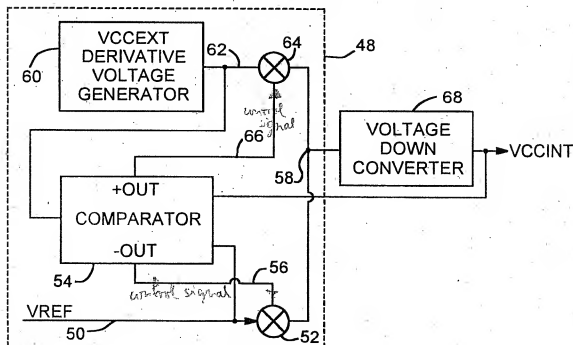 VCCEXT
DERIVATIVE
VOLTAGE
GENERATOR
60
62
64
48
control
signal
66
68
VOLTAGE
DOWN
CONVERTER
58
VCCINT
+OUT
COMPARATOR
-OUT
54
56
control signal
VREF
50
52